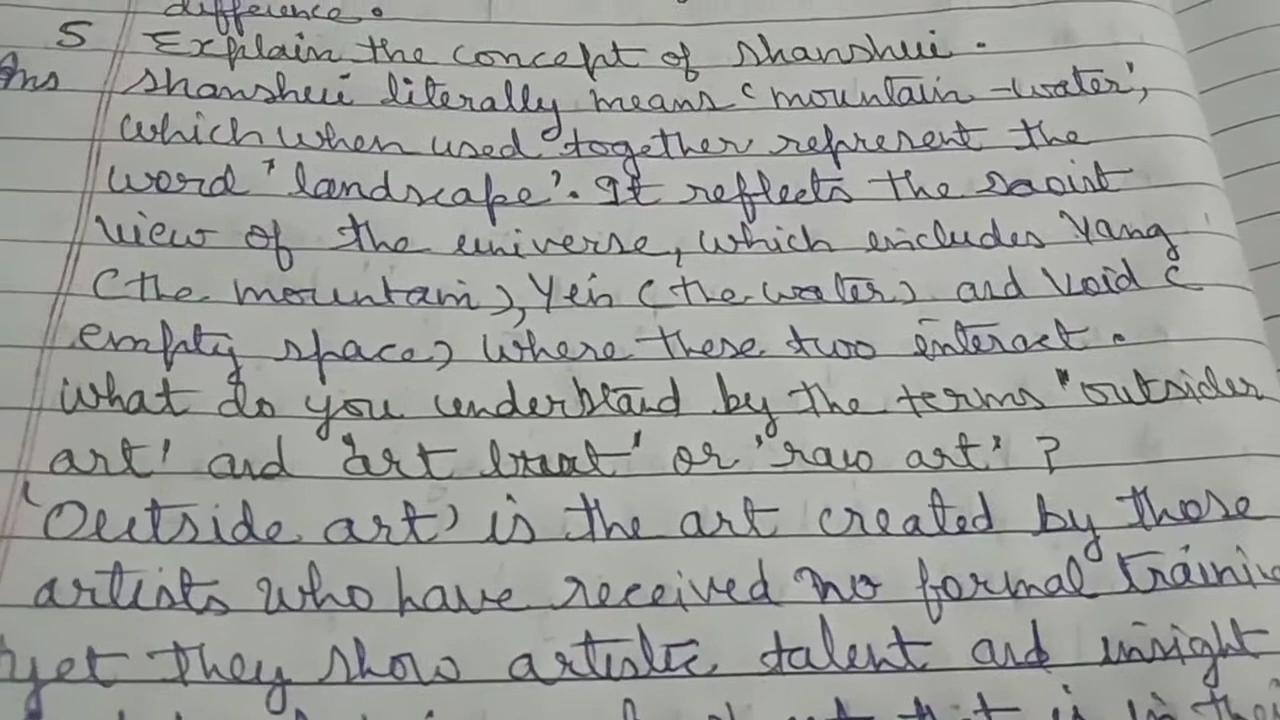 difference.
5 Explain the concept of shanshui.
Ans shanshui literally means 'mountain-water',
which when used together represent the
word 'landscape'. It reflects the Daoist
view of the universe, which includes Yang
(the mountain), Yein (the water) and Void (
empty space) where these two interact.
What do you understand by the terms "outsider
art' and 'art brut' or 'raw art'?
'Outside art' is the art created by those
artists who have received no formal training
yet they show artistic talent and insight